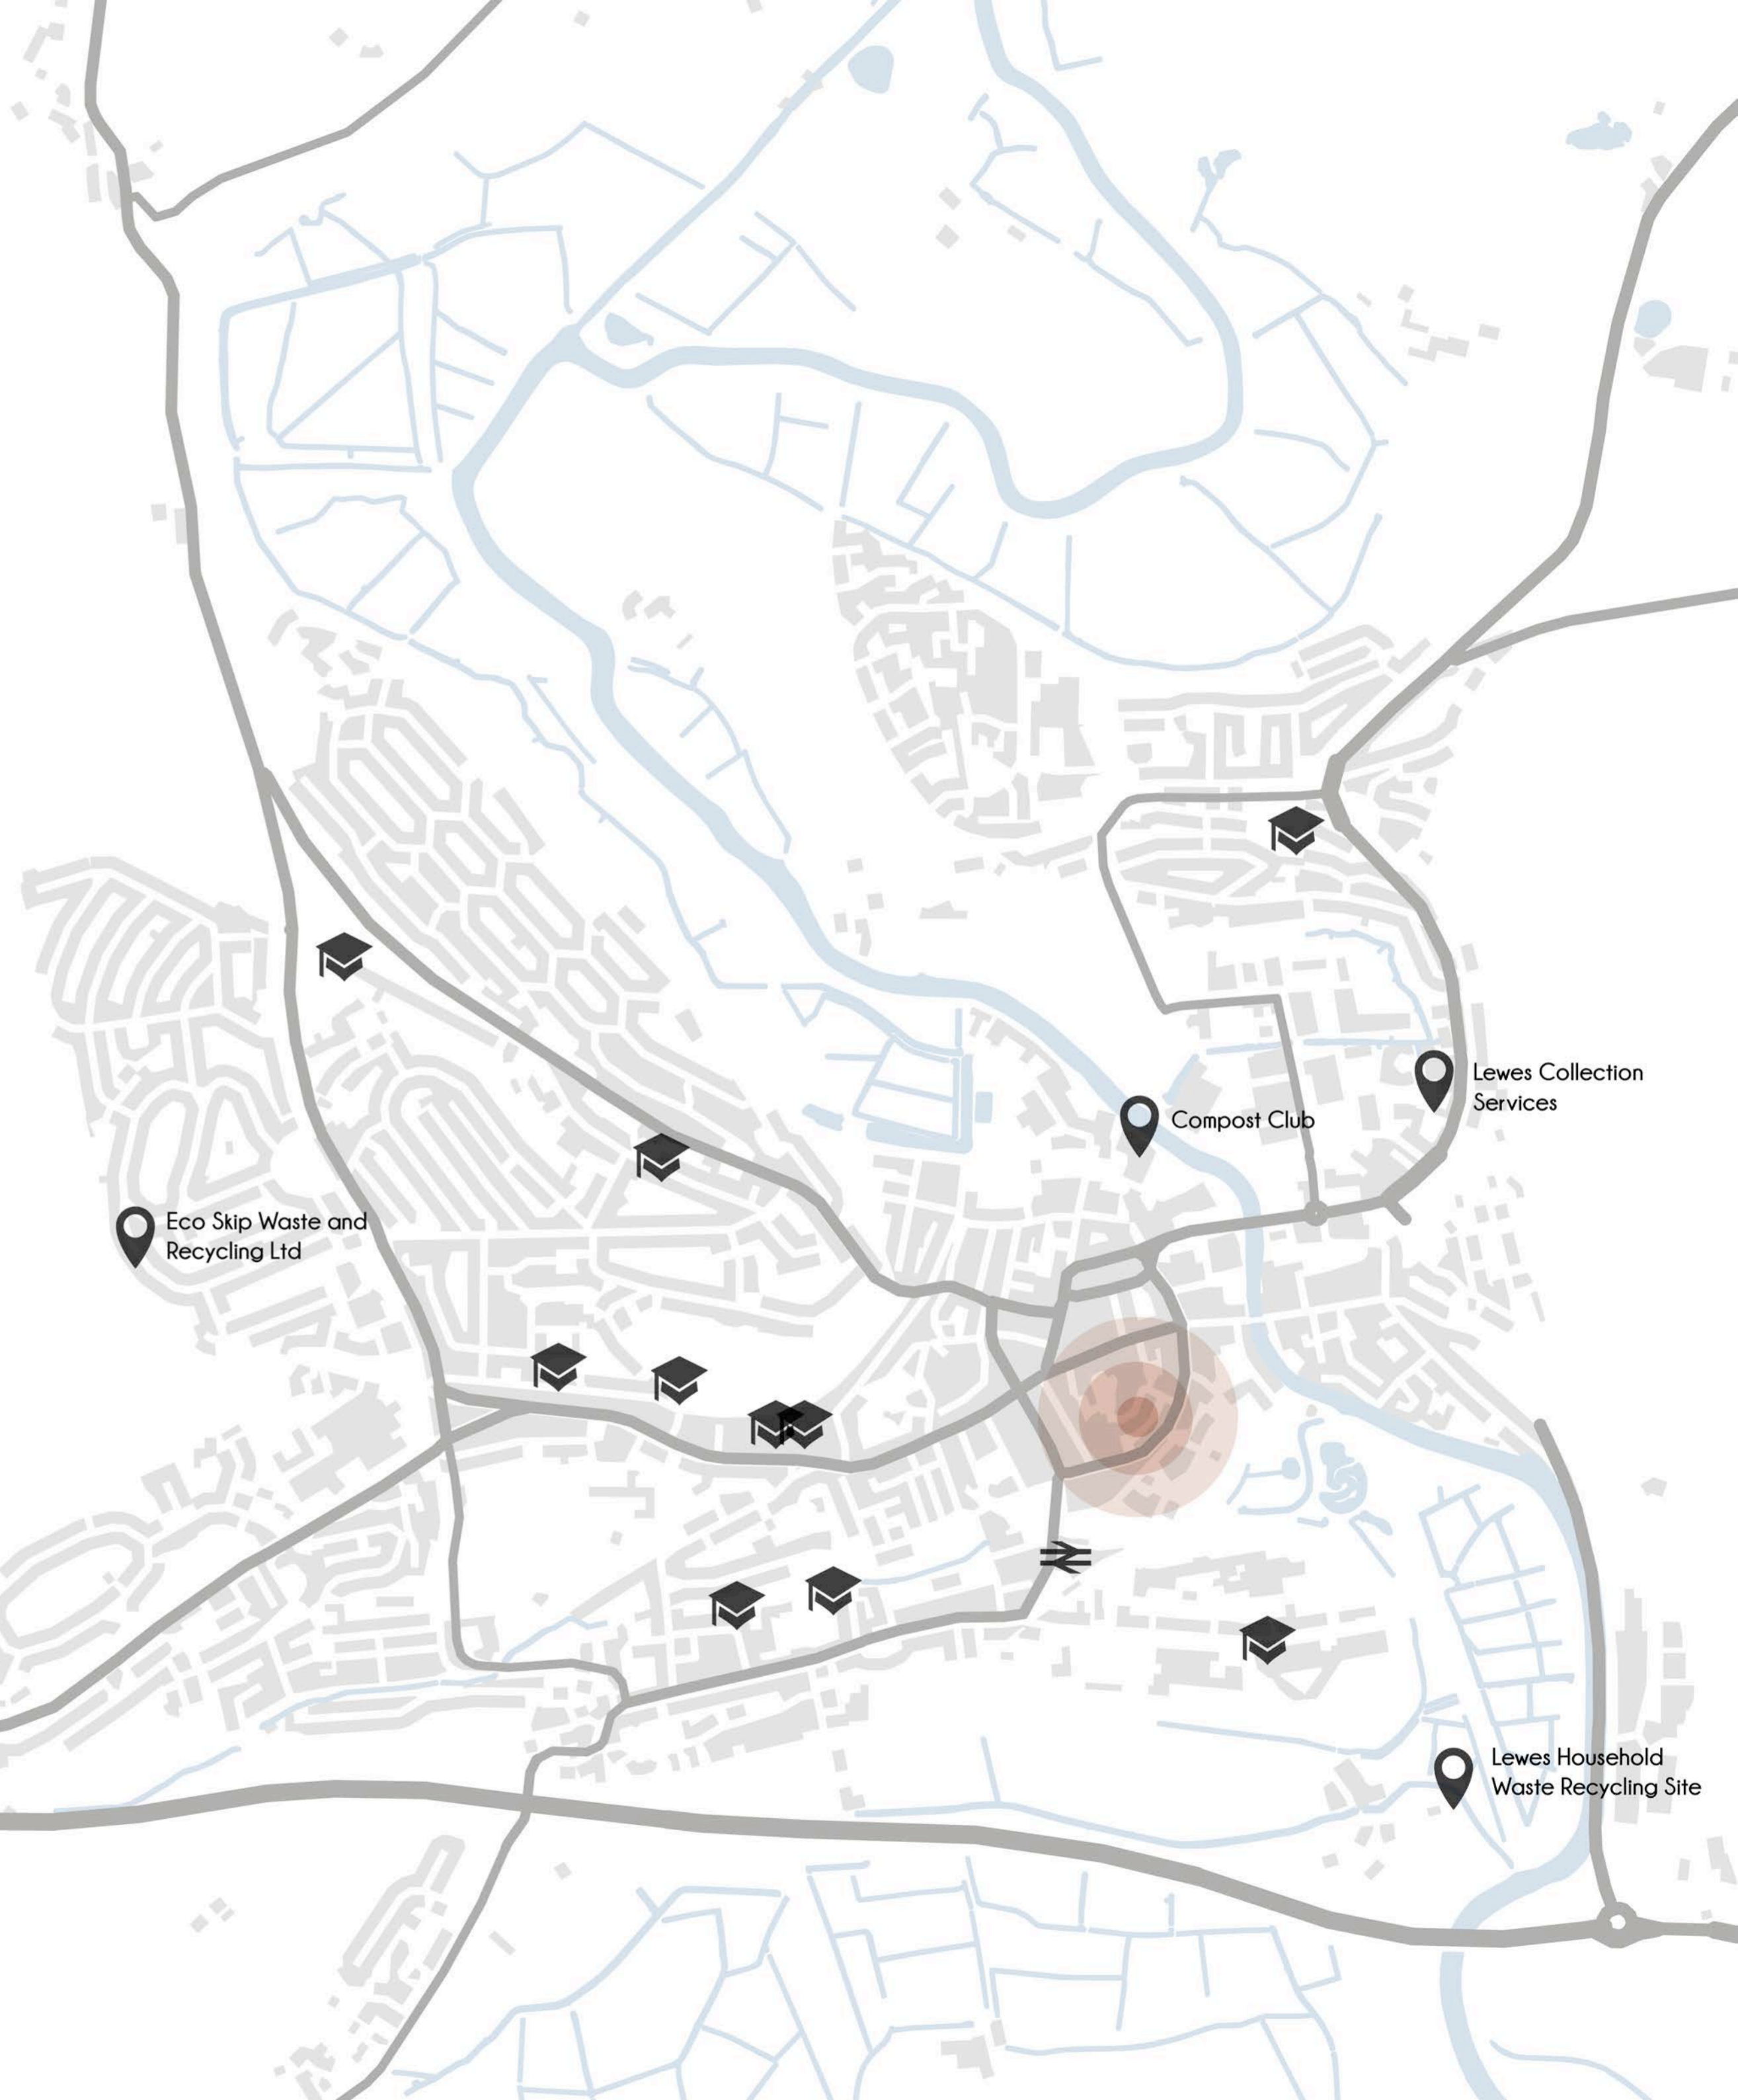 Lewes Collection
Services
Compost Club
Eco Skip Waste and
Recycling Ltd
Lewes Household
Waste Recycling Site